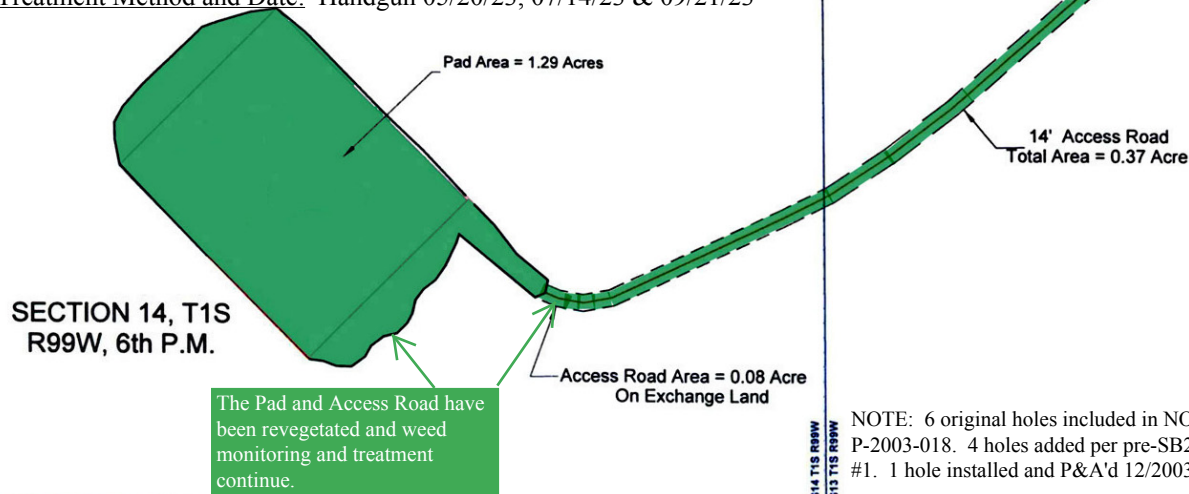 Treatment Method and Date: Handgun 05/26/23, 07/14/23 & 09/21/23
Pad Area = 1.29 Acres
14' Access Road
Total Area = 0.37 Acre
SECTION 14, T1S
R99W, 6th P.M.
Access Road Area = 0.08 Acre
On Exchange Land
The Pad and Access Road have
been revegetated and weed
monitoring and treatment
continue.
S14 T1S R99W
S13 T1S R99W
NOTE: 6 original holes included in NO
P-2003-018. 4 holes added per pre-SB2
#1. 1 hole installed and P&A'd 12/2003